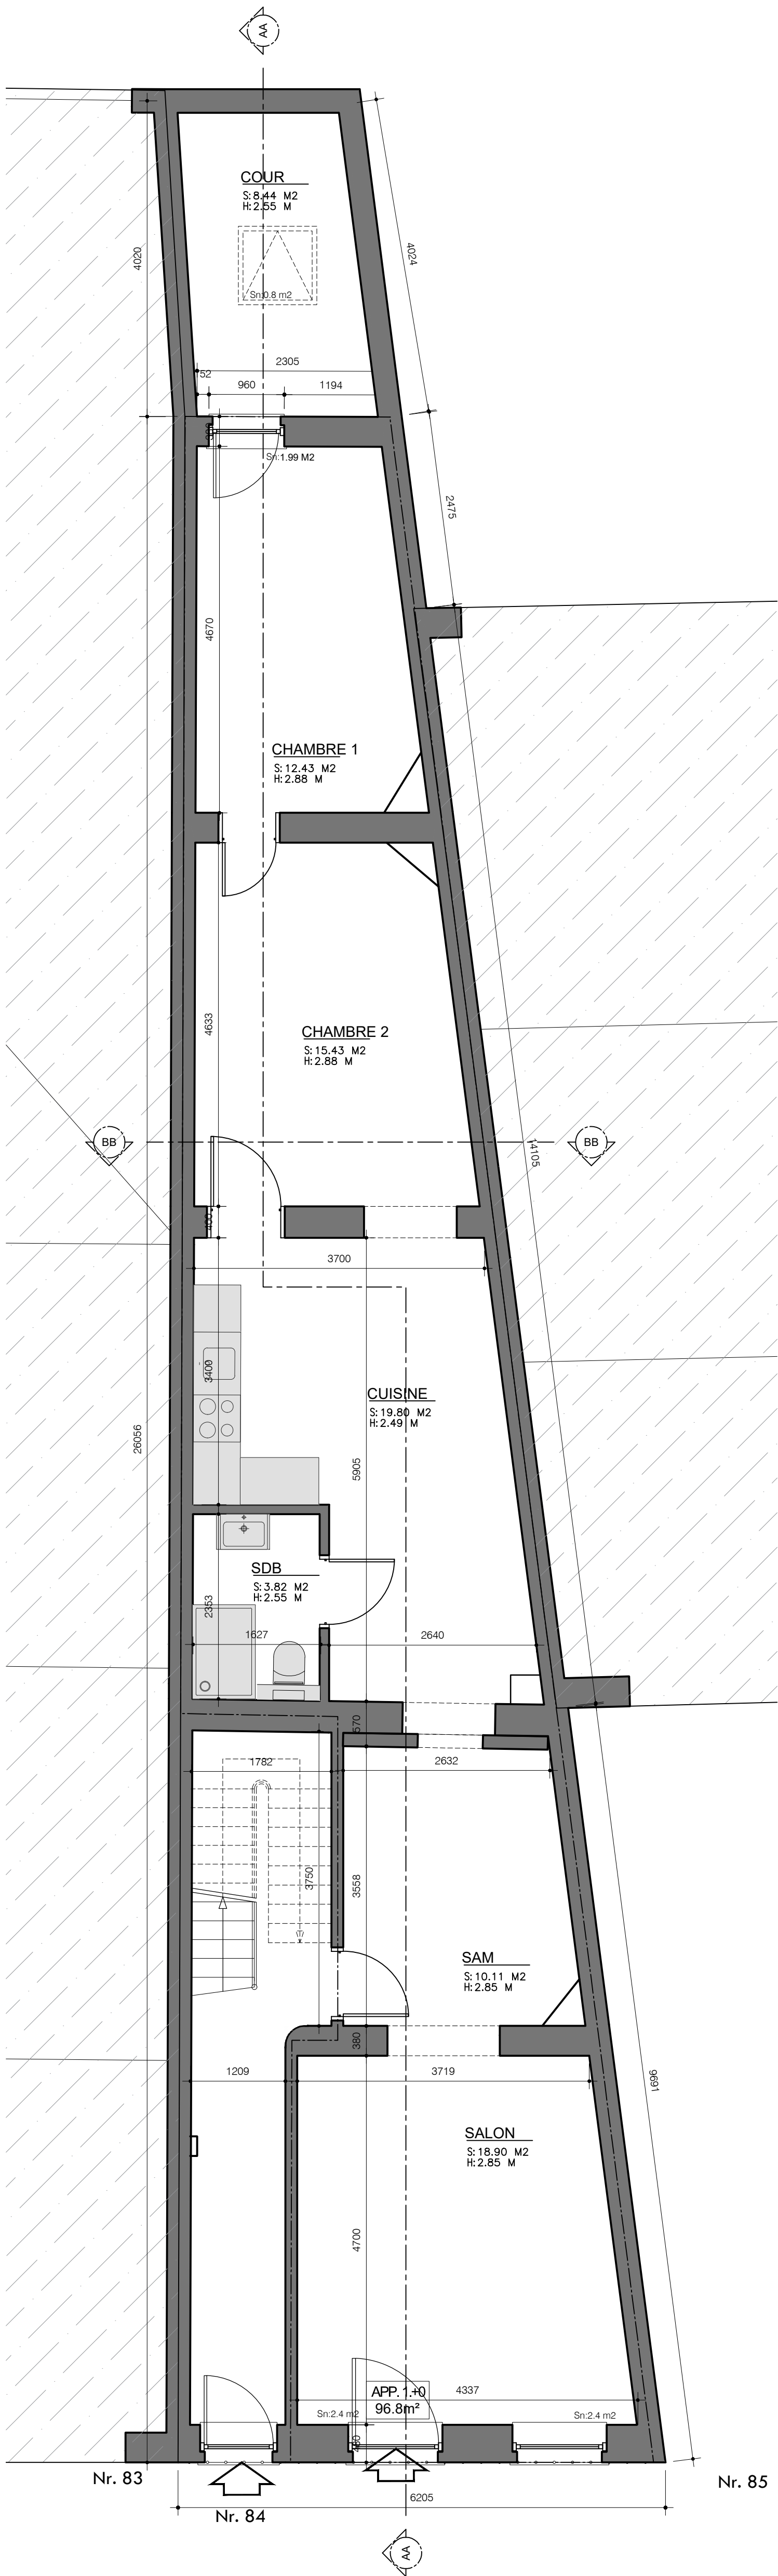 AA
COUR
S: 8.44 M2
H: 2.55 M
4020
4024
Sn:0.8 m2
2305
52
960
1194
Sn:1.99 M2
2475
4670
CHAMBRE 1
S: 12.43 M2
H: 2.88 M
4633
CHAMBRE 2
S: 15.43 M2
H: 2.88 M
BB
BB
14105
400
3700
3400
CUISINE
S: 19.80 M2
H: 2.49 M
26056
5905
SDB
S: 3.82 M2
H: 2.55 M
2353
1627
2640
570
1782
2632
3750
3558
SAM
S: 10.11 M2
H: 2.85 M
380
1209
3719
9691
SALON
S: 18.90 M2
H: 2.85 M
4700
APP. 1.+0
96.8m²
4337
Sn:2.4 m2
Sn:2.4 m2
Nr. 83
Nr. 84
Nr. 85
6205
AA